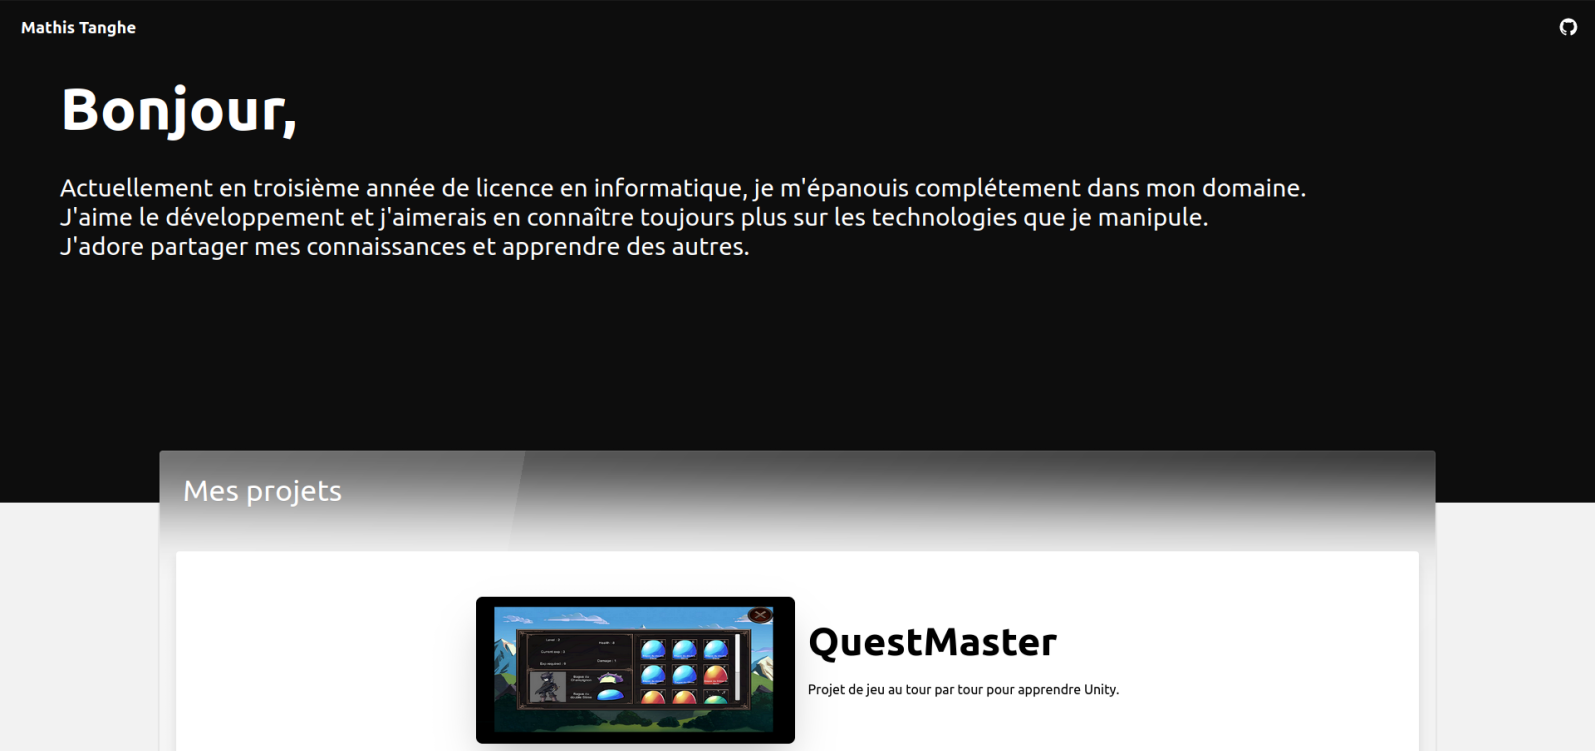 Mathis Tanghe
Bonjour,
Actuellement en troisième année de licence en informatique, je m'épanouis complétement dans mon domaine.
J'aime le développement et j'aimerais en connaître toujours plus sur les technologies que je manipule.
J'adore partager mes connaissances et apprendre des autres.
Mes projets
QuestMaster
Projet de jeu au tour par tour pour apprendre Unity.